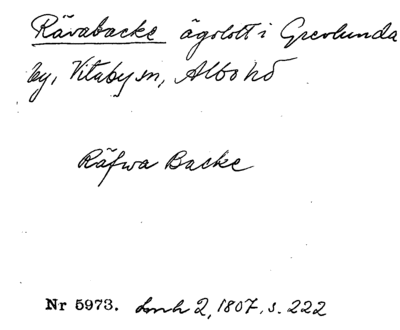 Rävabacke ägolott i Grevlunda
by, Vitaby sn, Albo hd
Räfwa Backe
Nr 5973. Lmh 2, 1807, s. 222